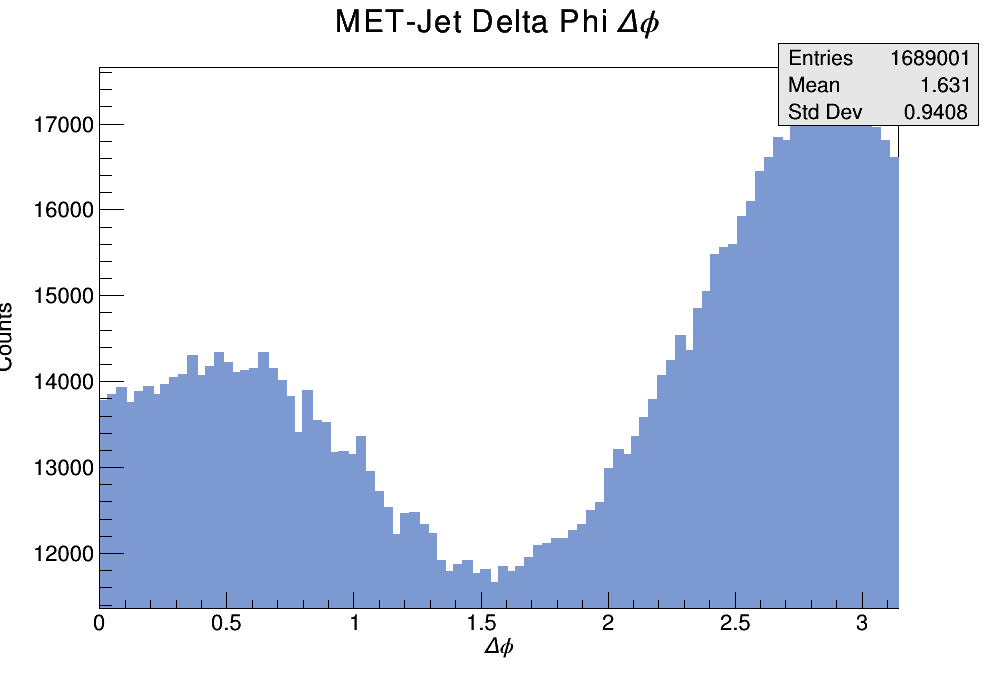 MET-Jet Delta Phi Δϕ
Entries 1689001
Mean 1.631
Std Dev 0.9408
17000
16000
15000
14000
13000
12000
Counts
0 0.5 1 1.5 2 2.5 3
Δϕ